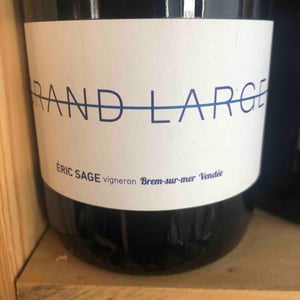 RAND LARGE
ÉRIC SAGE vigneron Brem-sur-mer Vendée